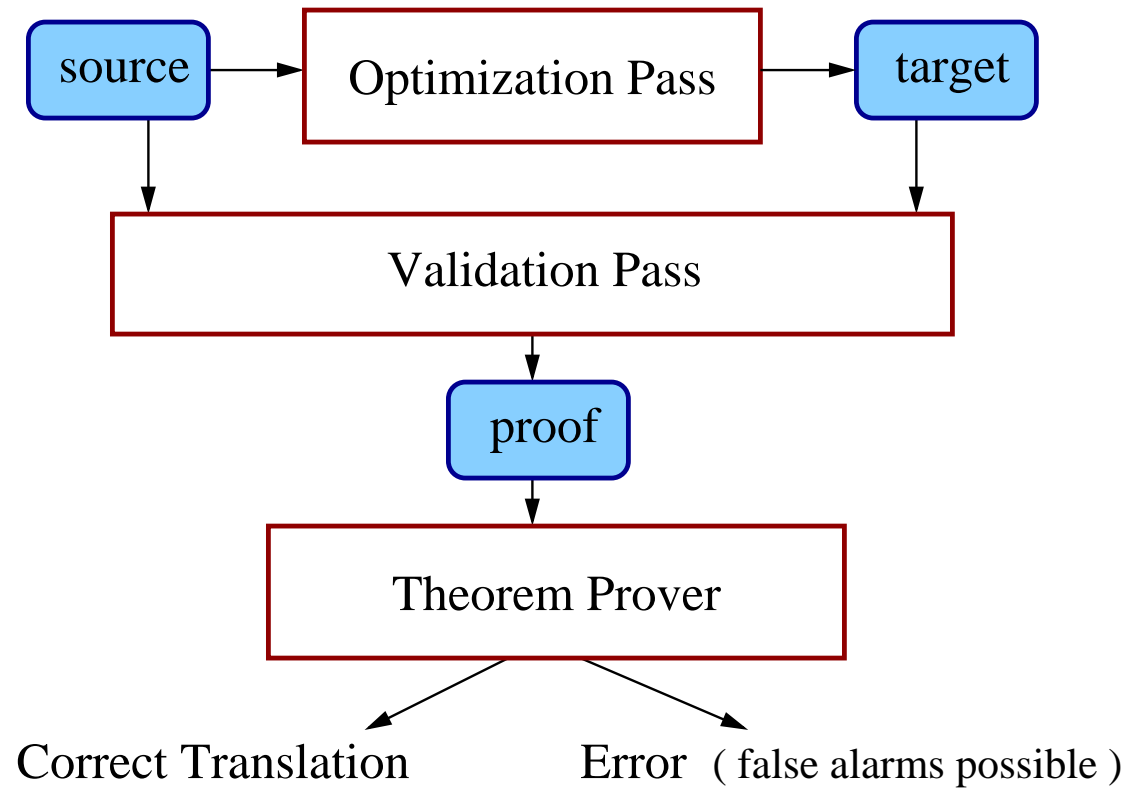 source
Optimization Pass
target
Validation Pass
proof
Theorem Prover
Correct Translation
Error ( false alarms possible )